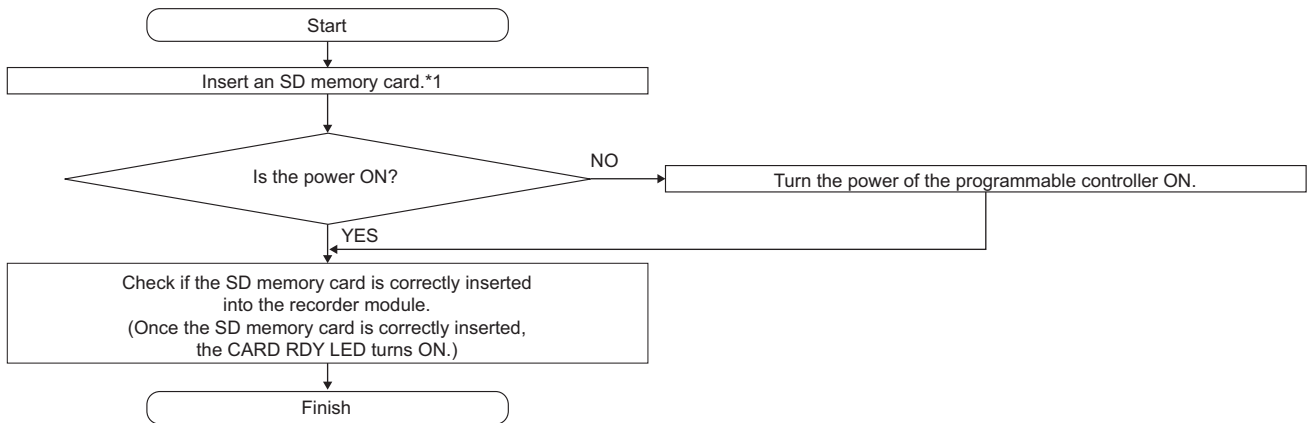 Start
Insert an SD memory card.*1
Is the power ON?
NO
Turn the power of the programmable controller ON.
YES
Check if the SD memory card is correctly inserted
into the recorder module.
(Once the SD memory card is correctly inserted,
the CARD RDY LED turns ON.)
Finish